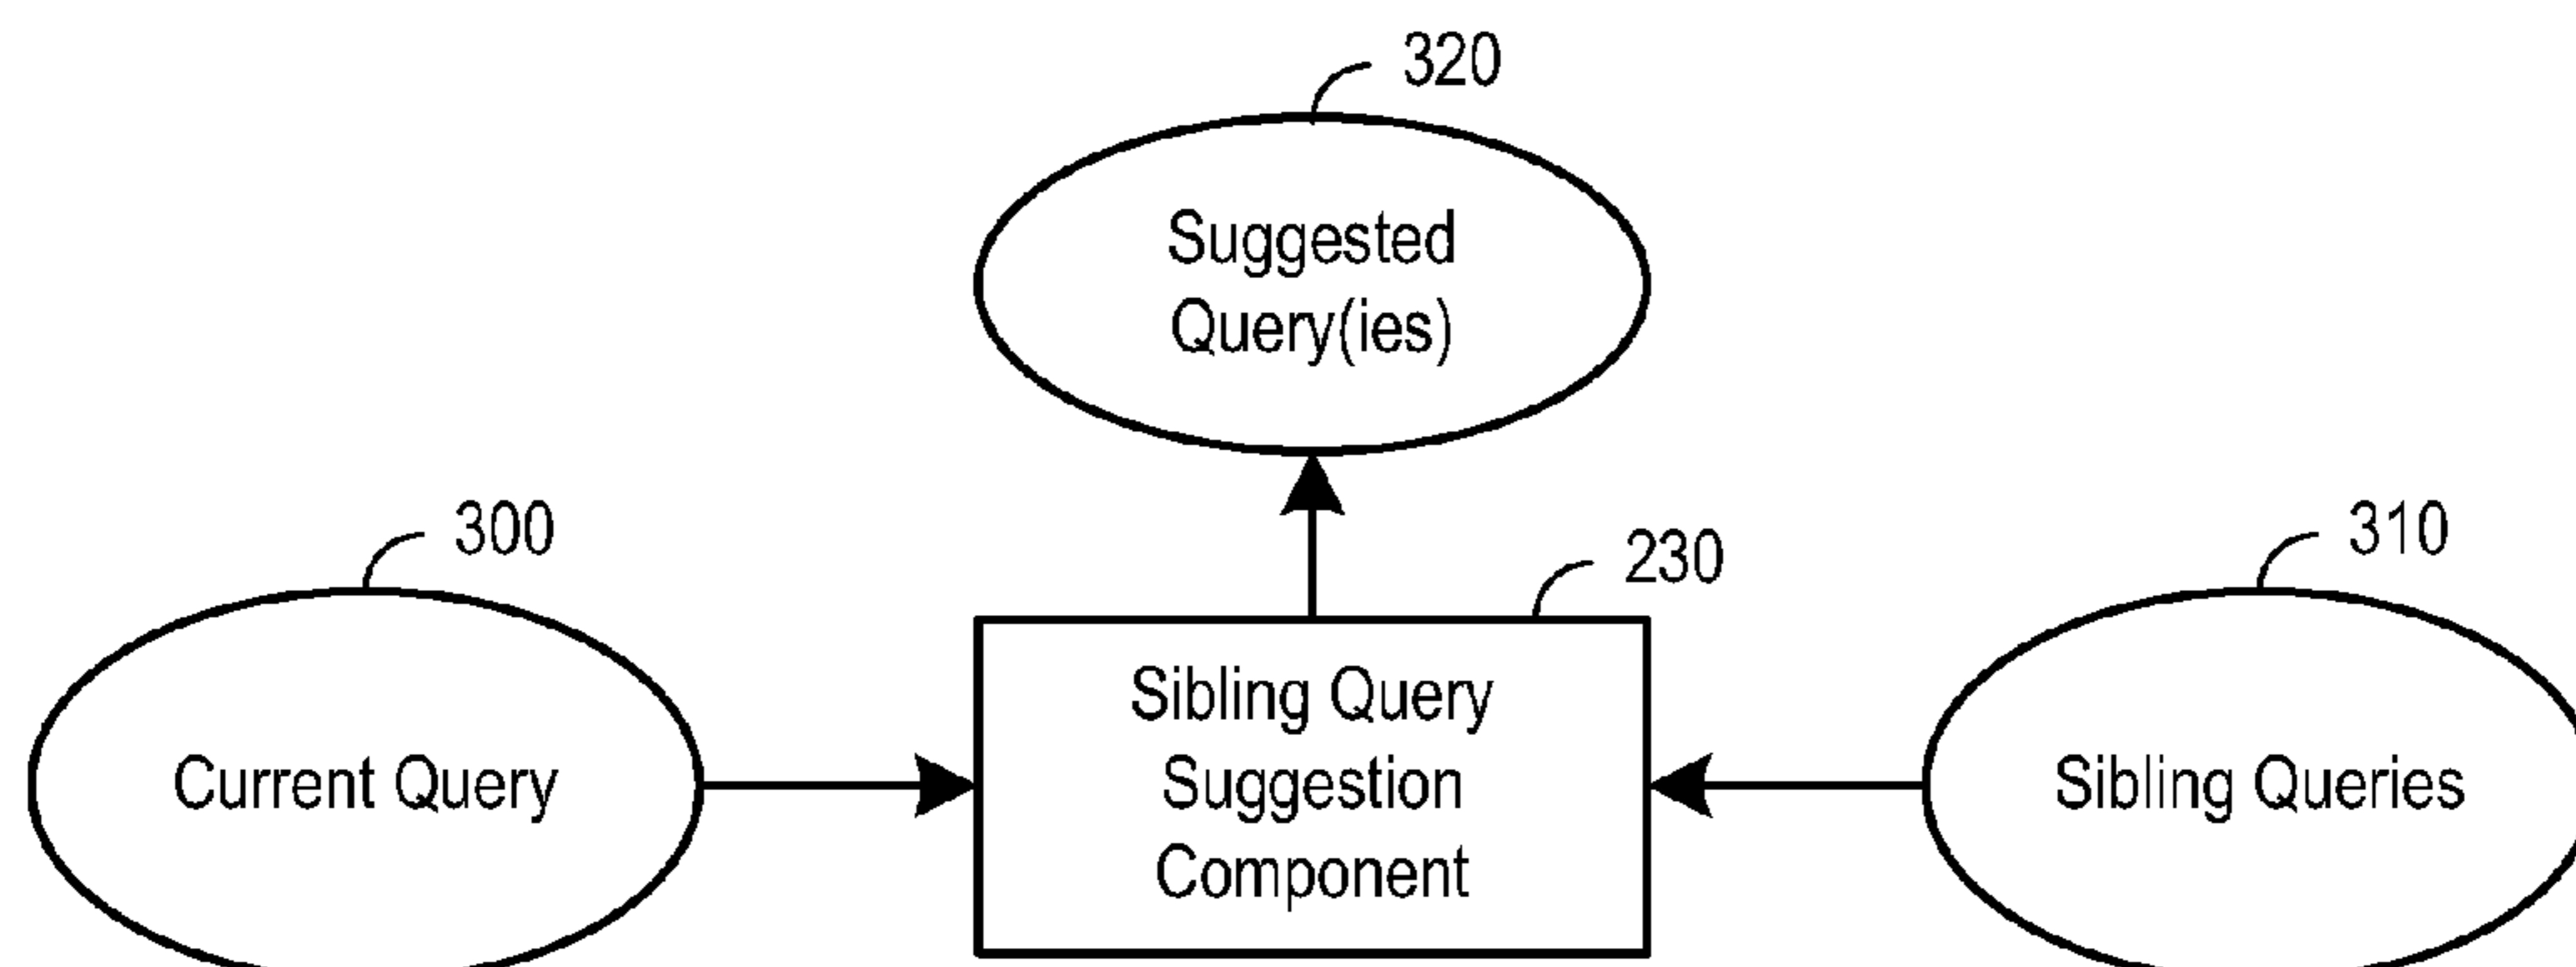 320
Suggested
Query(ies)
300
230
310
Current Query
Sibling Query
Suggestion
Component
Sibling Queries